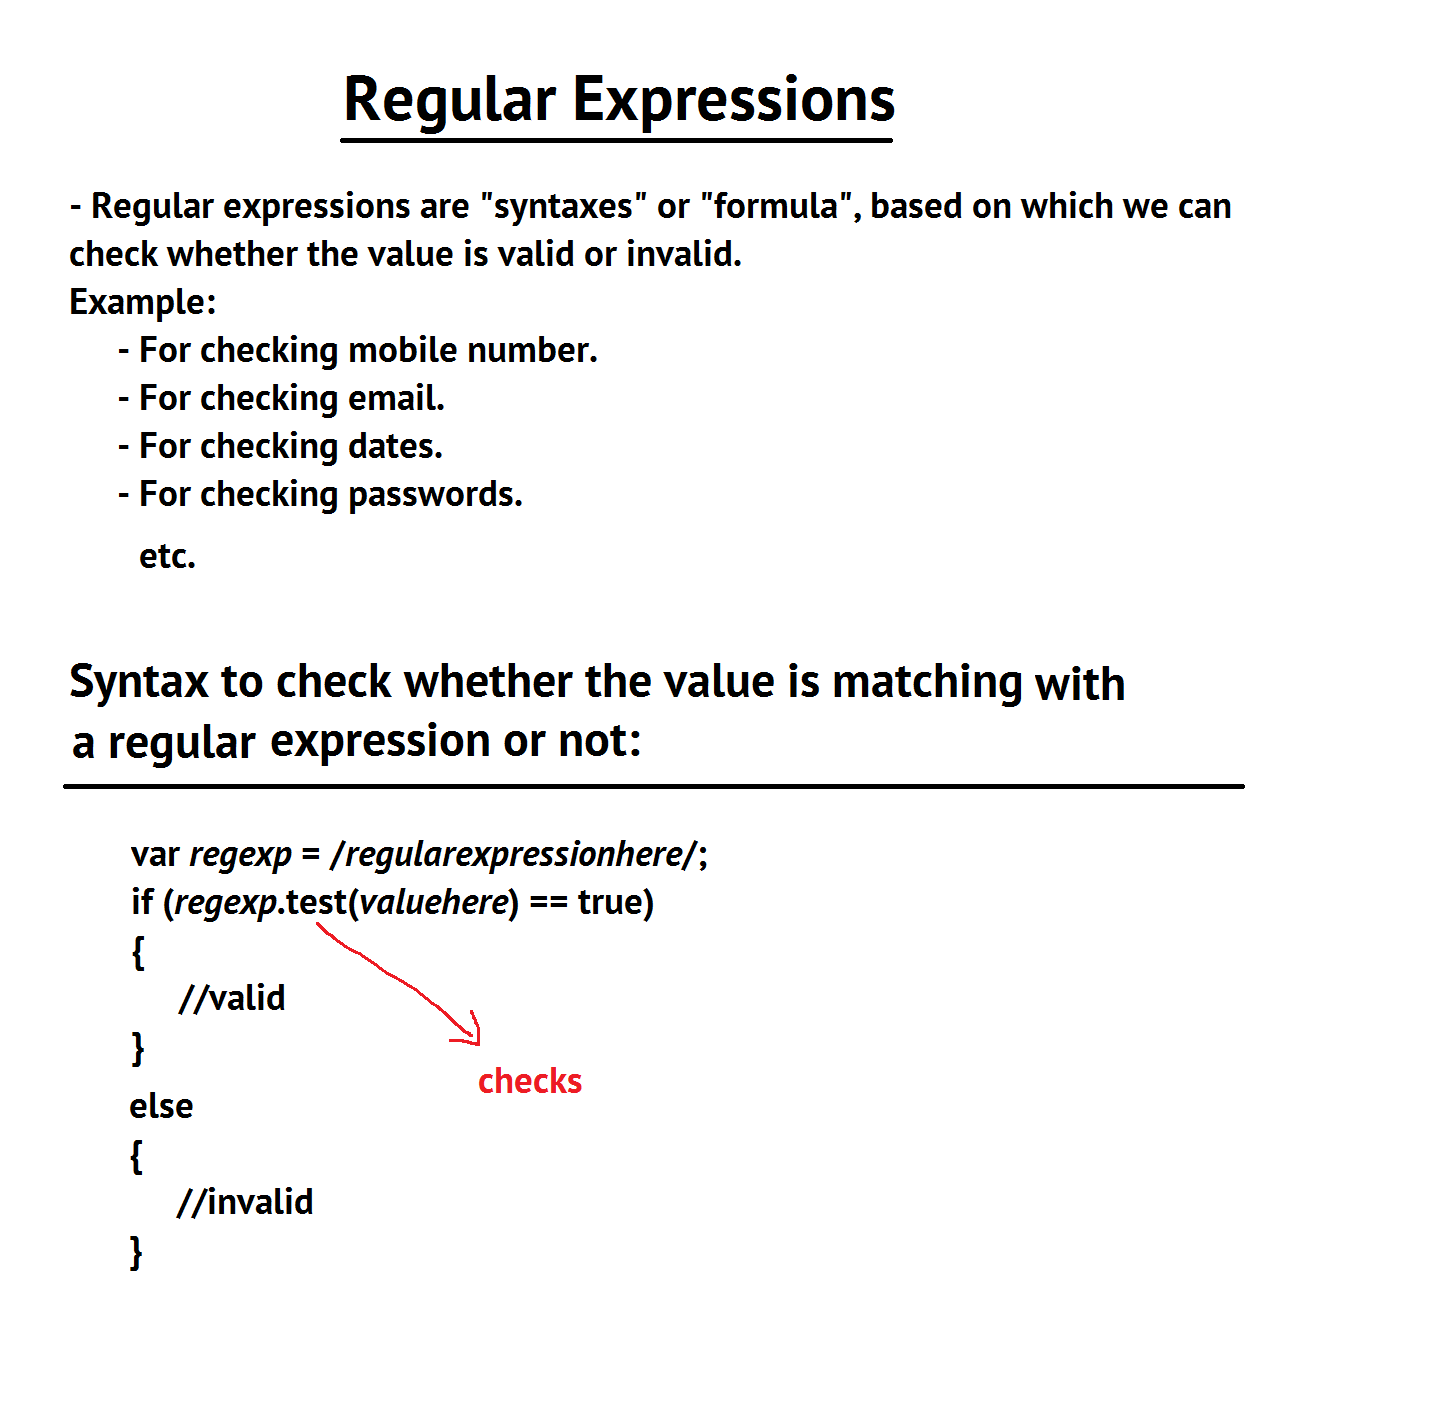 Regular Expressions
- Regular expressions are "syntaxes" or "formula", based on which we can
check whether the value is valid or invalid.
Example:
- For checking mobile number.
- For checking email.
- For checking dates.
- For checking passwords.
etc.
Syntax to check whether the value is matching with
a regular expression or not:
var regexp = /regularexpressionhere/;
if (regexp.test(valuehere) == true)
{
//valid
}
checks
else
{
//invalid
}